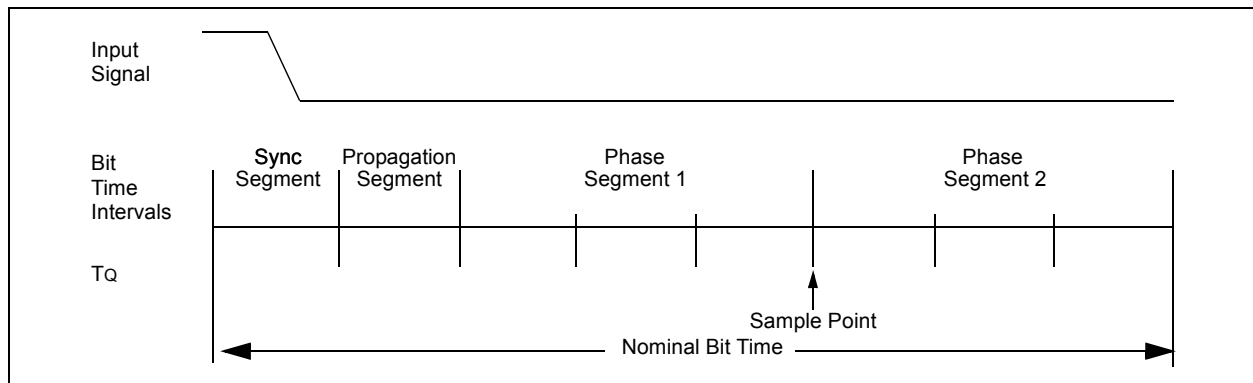 Input
Signal
Bit
Time
Intervals
Sync
Segment
Propagation
Segment
Phase
Segment 1
Phase
Segment 2
TQ
Sample Point
Nominal Bit Time